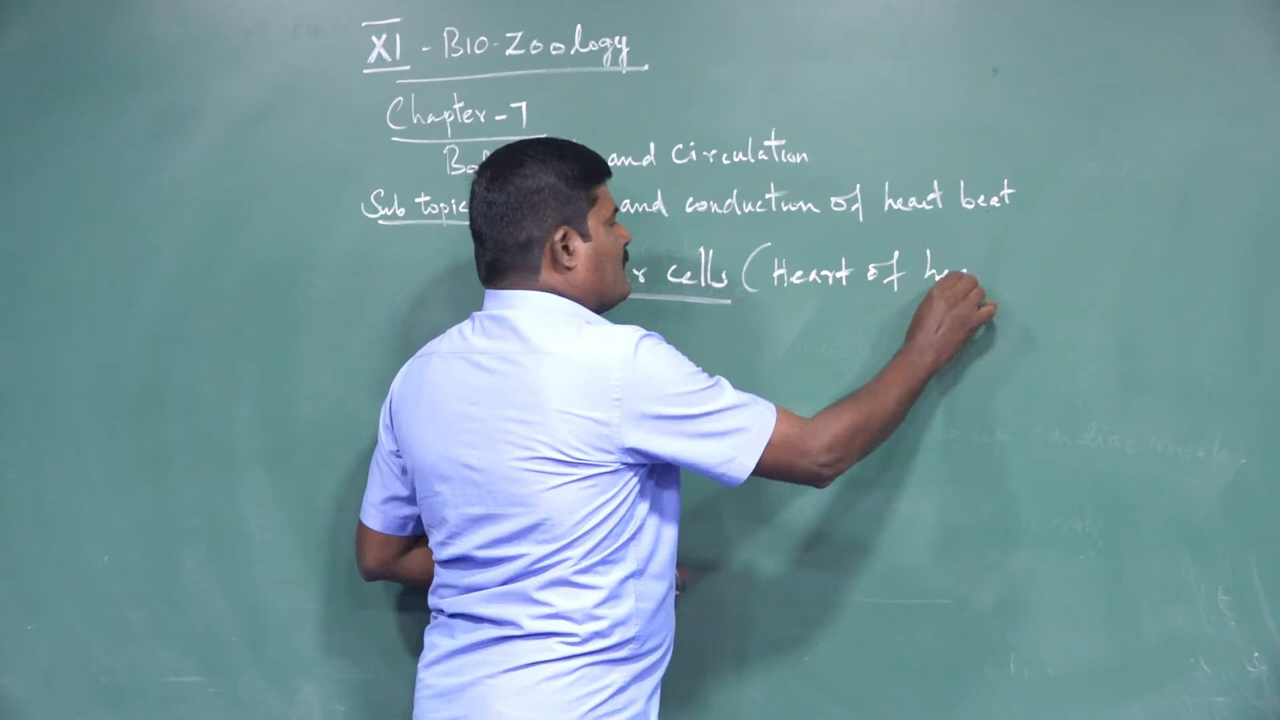 XI - BIO-Zoology
Chapter-7
and circulation
Sub topic and conduction of heart beat
cells (Heart of